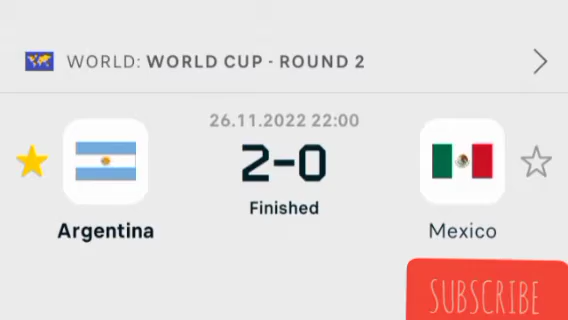 WORLD: WORLD CUP - ROUND 2
26.11.2022 22:00
2-0
Finished
Argentina
Mexico
SUBSCRIBE